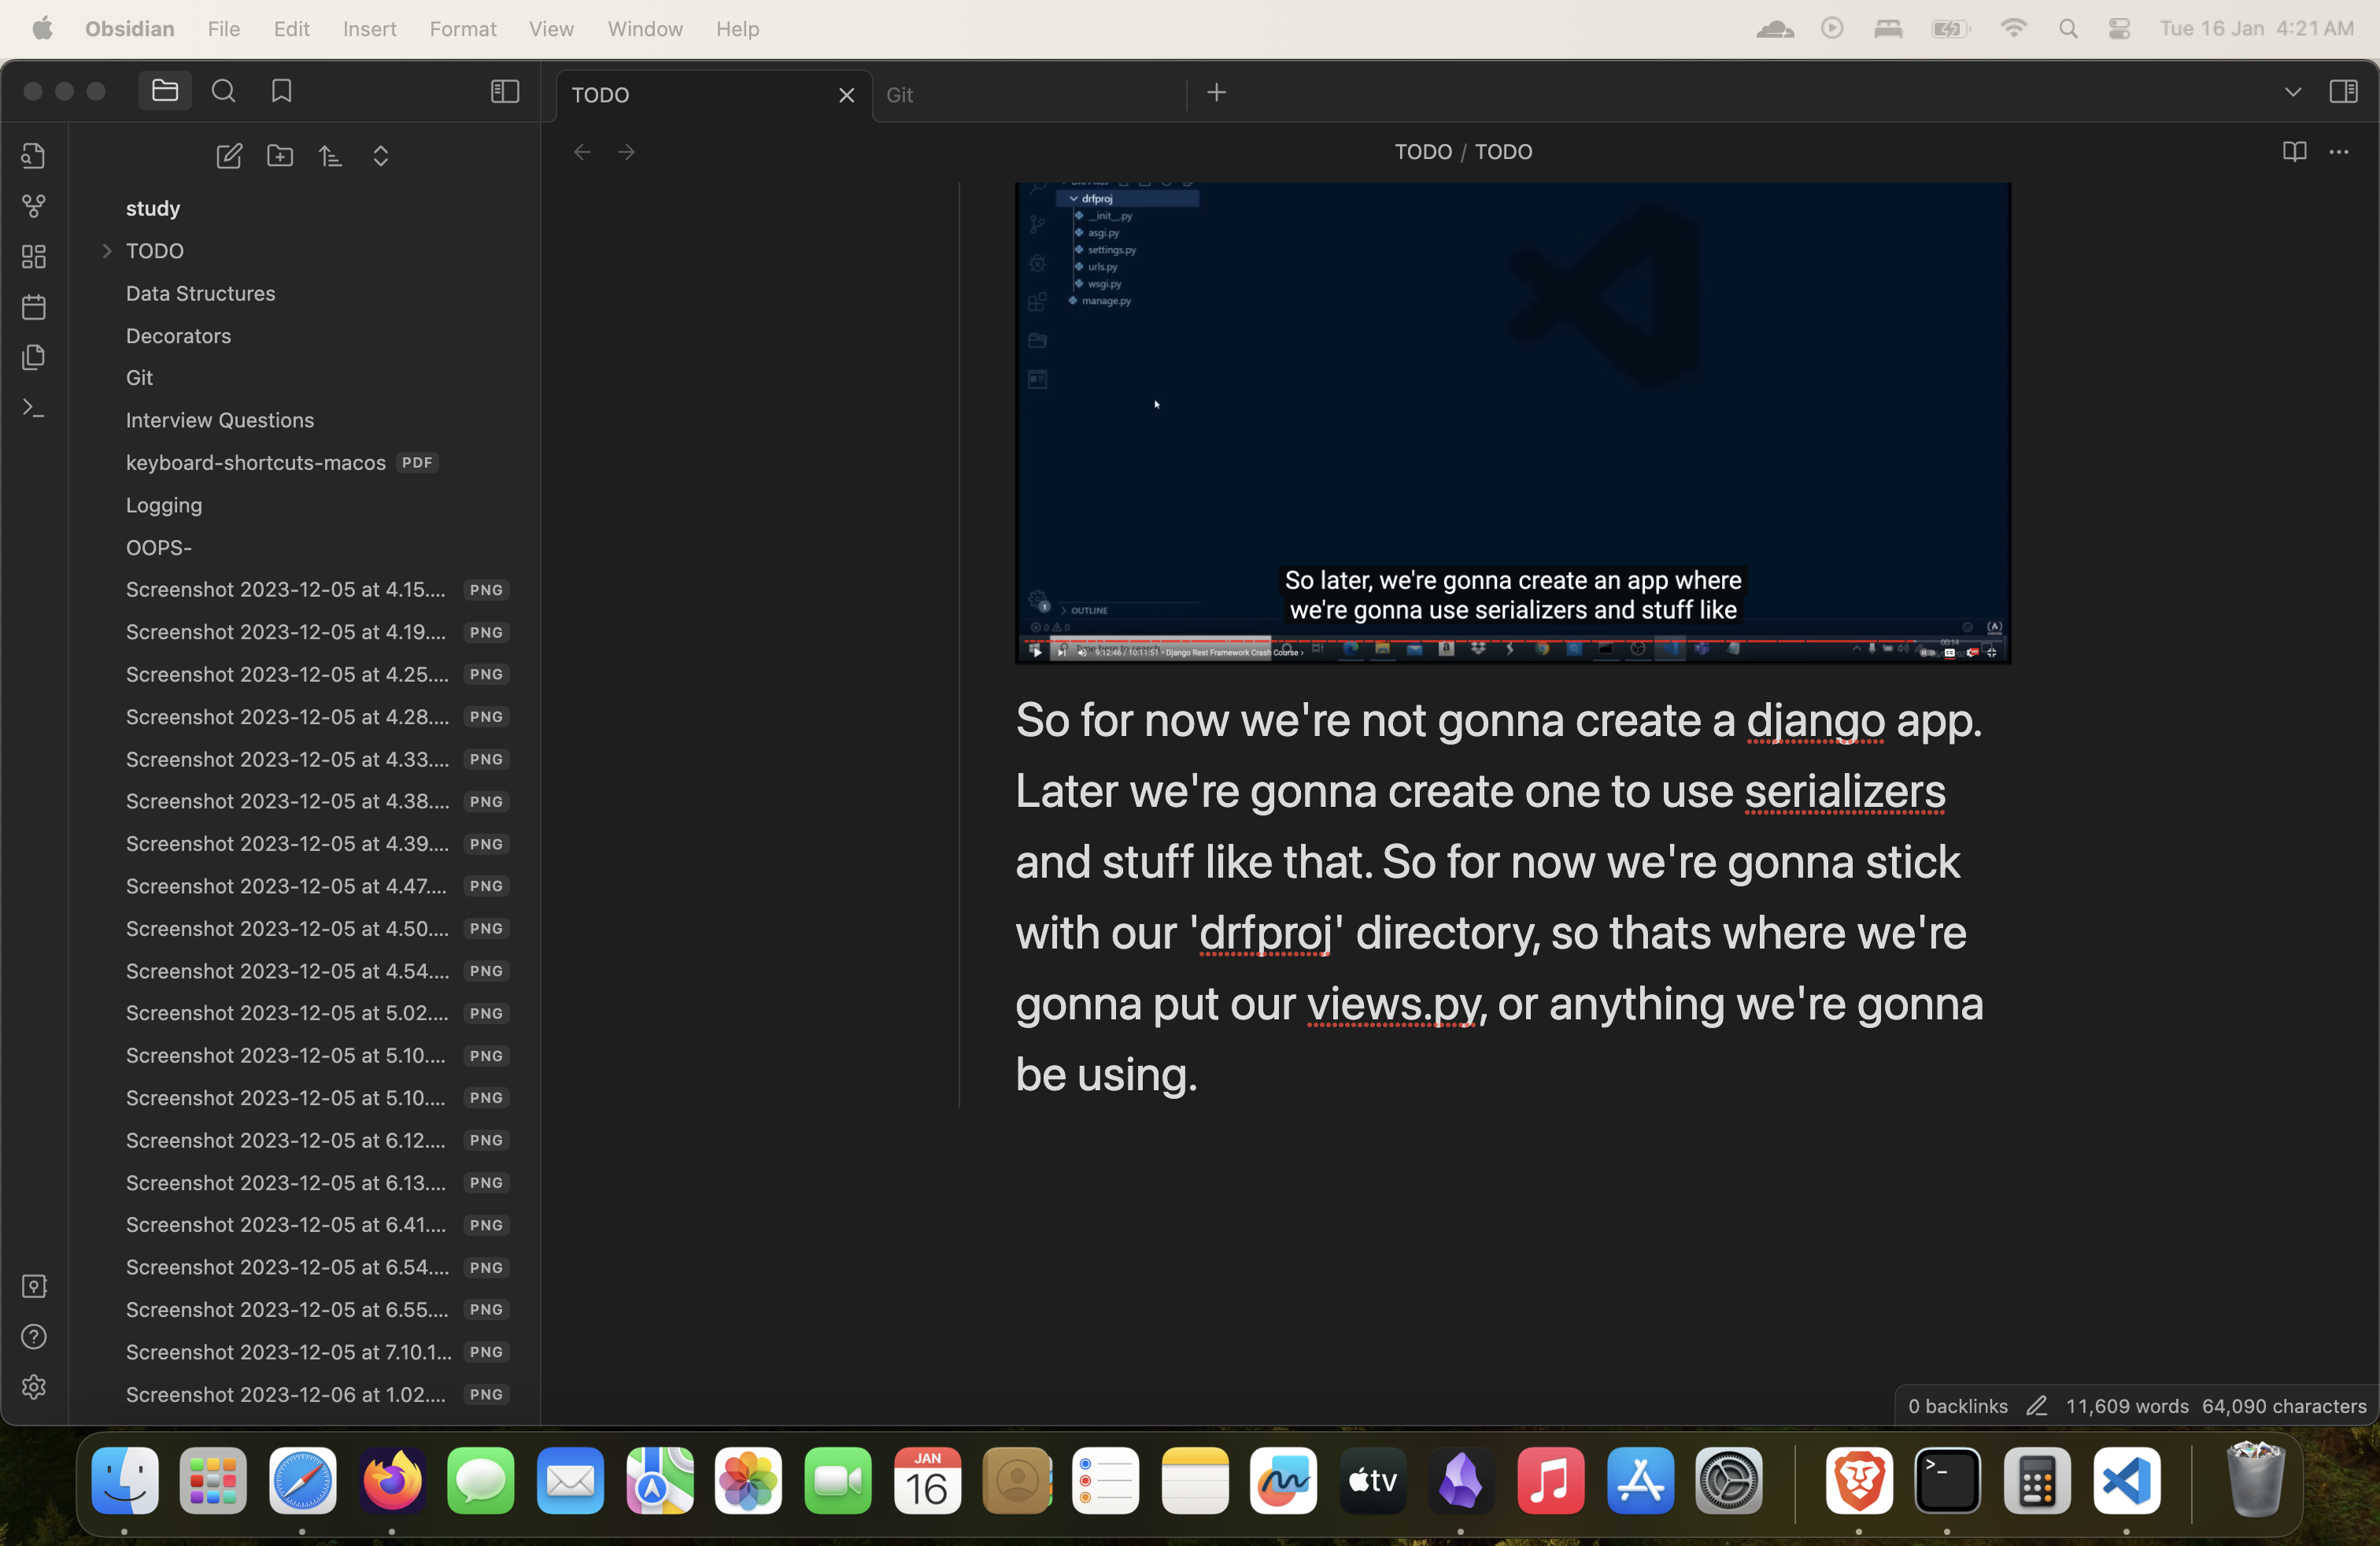 Obsidian File Edit Insert Format View Window Help Tue 16 Jan 4:21 AM
TODO Git
TODO / TODO
study
TODO
Data Structures
Decorators
Git
Interview Questions
keyboard-shortcuts-macos PDF
Logging
OOPS-
Screenshot 2023-12-05 at 4.15.... PNG
Screenshot 2023-12-05 at 4.19.... PNG
Screenshot 2023-12-05 at 4.25.... PNG
Screenshot 2023-12-05 at 4.28.... PNG
Screenshot 2023-12-05 at 4.33.... PNG
Screenshot 2023-12-05 at 4.38.... PNG
Screenshot 2023-12-05 at 4.39.... PNG
Screenshot 2023-12-05 at 4.47.... PNG
Screenshot 2023-12-05 at 4.50.... PNG
Screenshot 2023-12-05 at 4.54.... PNG
Screenshot 2023-12-05 at 5.02.... PNG
Screenshot 2023-12-05 at 5.10.... PNG
Screenshot 2023-12-05 at 5.10.... PNG
Screenshot 2023-12-05 at 6.12.... PNG
Screenshot 2023-12-05 at 6.13.... PNG
Screenshot 2023-12-05 at 6.41.... PNG
Screenshot 2023-12-05 at 6.54.... PNG
Screenshot 2023-12-05 at 6.55.... PNG
Screenshot 2023-12-05 at 7.10.1... PNG
Screenshot 2023-12-06 at 1.02.... PNG
drfproj
__init__.py
asgi.py
settings.py
urls.py
wsgi.py
manage.py
So later, we're gonna create an app where
we're gonna use serializers and stuff like
OUTLINE
9:12:46 / 10:11:51 • Django Rest Framework Crash Course >
So for now we're not gonna create a django app.
Later we're gonna create one to use serializers
and stuff like that. So for now we're gonna stick
with our 'drfproj' directory, so thats where we're
gonna put our views.py, or anything we're gonna
be using.
0 backlinks 11,609 words 64,090 characters
JAN
16
tv